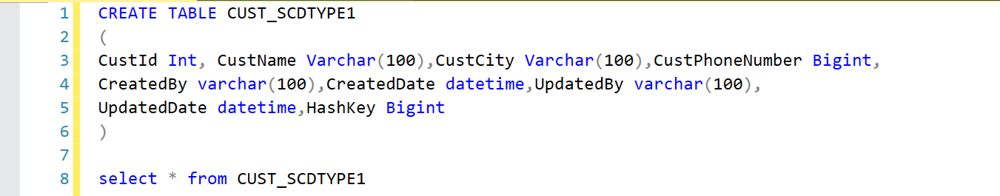 1 CREATE TABLE CUST_SCDTYPE1
2 (
3 CustId Int, CustName Varchar(100),CustCity Varchar(100),CustPhoneNumber Bigint,
4 CreatedBy varchar(100),CreatedDate datetime,UpdatedBy varchar(100),
5 UpdatedDate datetime,HashKey Bigint
6 )
7
8 select * from CUST_SCDTYPE1